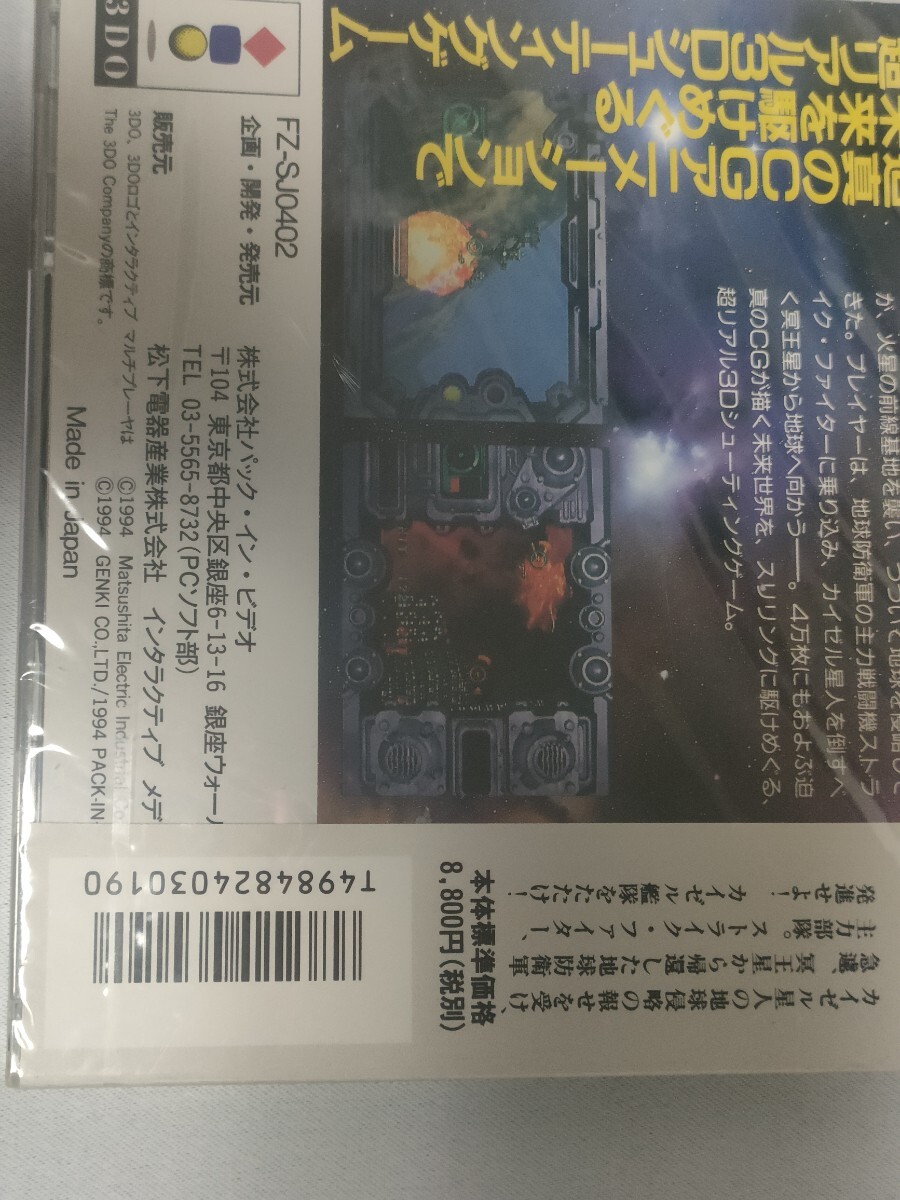 迫真のCGアニメーションで
未来を駆けめぐる
超リアル3Dシューティングゲーム
が、火星の前線基地を襲い、
きた。プレイヤーは、地球防衛軍の主力戦闘機ストラ
イク・ファイターに乗り込み、カイゼル星人を倒すべ
く冥王星から地球へ向かう——。4万枚にもおよぶ迫
真のCGが描く未来世界を、スリリングに駆けめぐる、
超リアル3Dシューティングゲーム。
3DO
FZ-SJ0402
企画・開発・発売元
株式会社パック・イン・ビデオ
〒104 東京都中央区銀座6-13-16 銀座ウォー
TEL 03-5565-8732(PCソフト部)
販売元
松下電器産業株式会社 インタラクティブ メデ
3DO、3DOロゴとインタラクティブ マルチプレーヤは
The 3DO Companyの商標です。
©1994 Matsushita Electric Industrial Co.
©1994 GENKI CO.,LTD./1994 PACK-IN-
Made in Japan
カイゼル星人の地球侵略の報せを受け、
急遽、冥王星から帰還した地球防衛軍
主力部隊。ストライク・ファイター、
発進せよ! カイゼル艦隊をたたけ!
本体標準価格
8,800円(税別)
T4984824030190